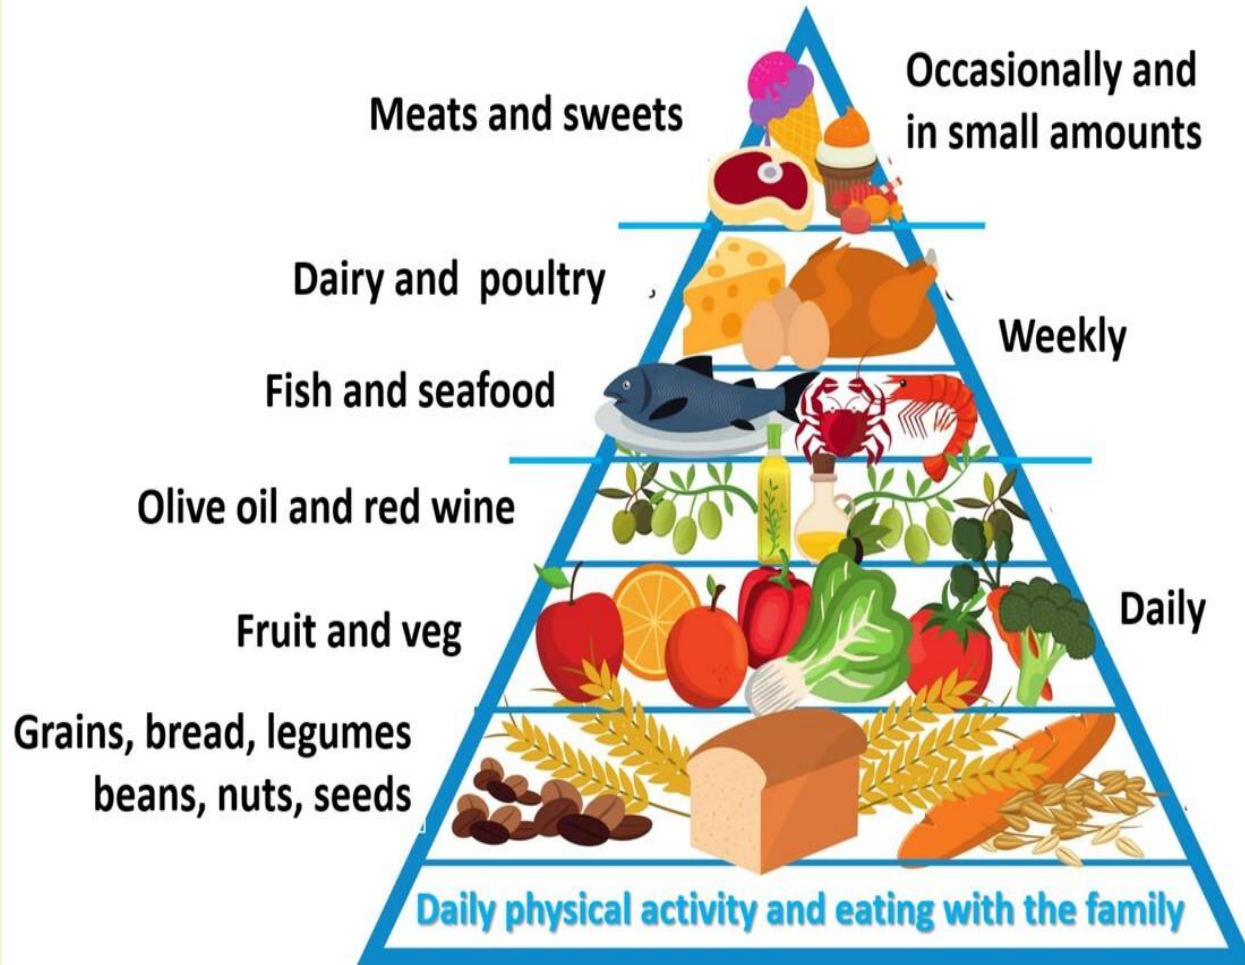 Meats and sweets
Occasionally and
in small amounts
Dairy and  poultry
Weekly
Fish and seafood
Olive oil and red wine
Fruit and veg
Daily
Grains, bread, legumes
beans, nuts, seeds
Daily physical activity and eating with the family